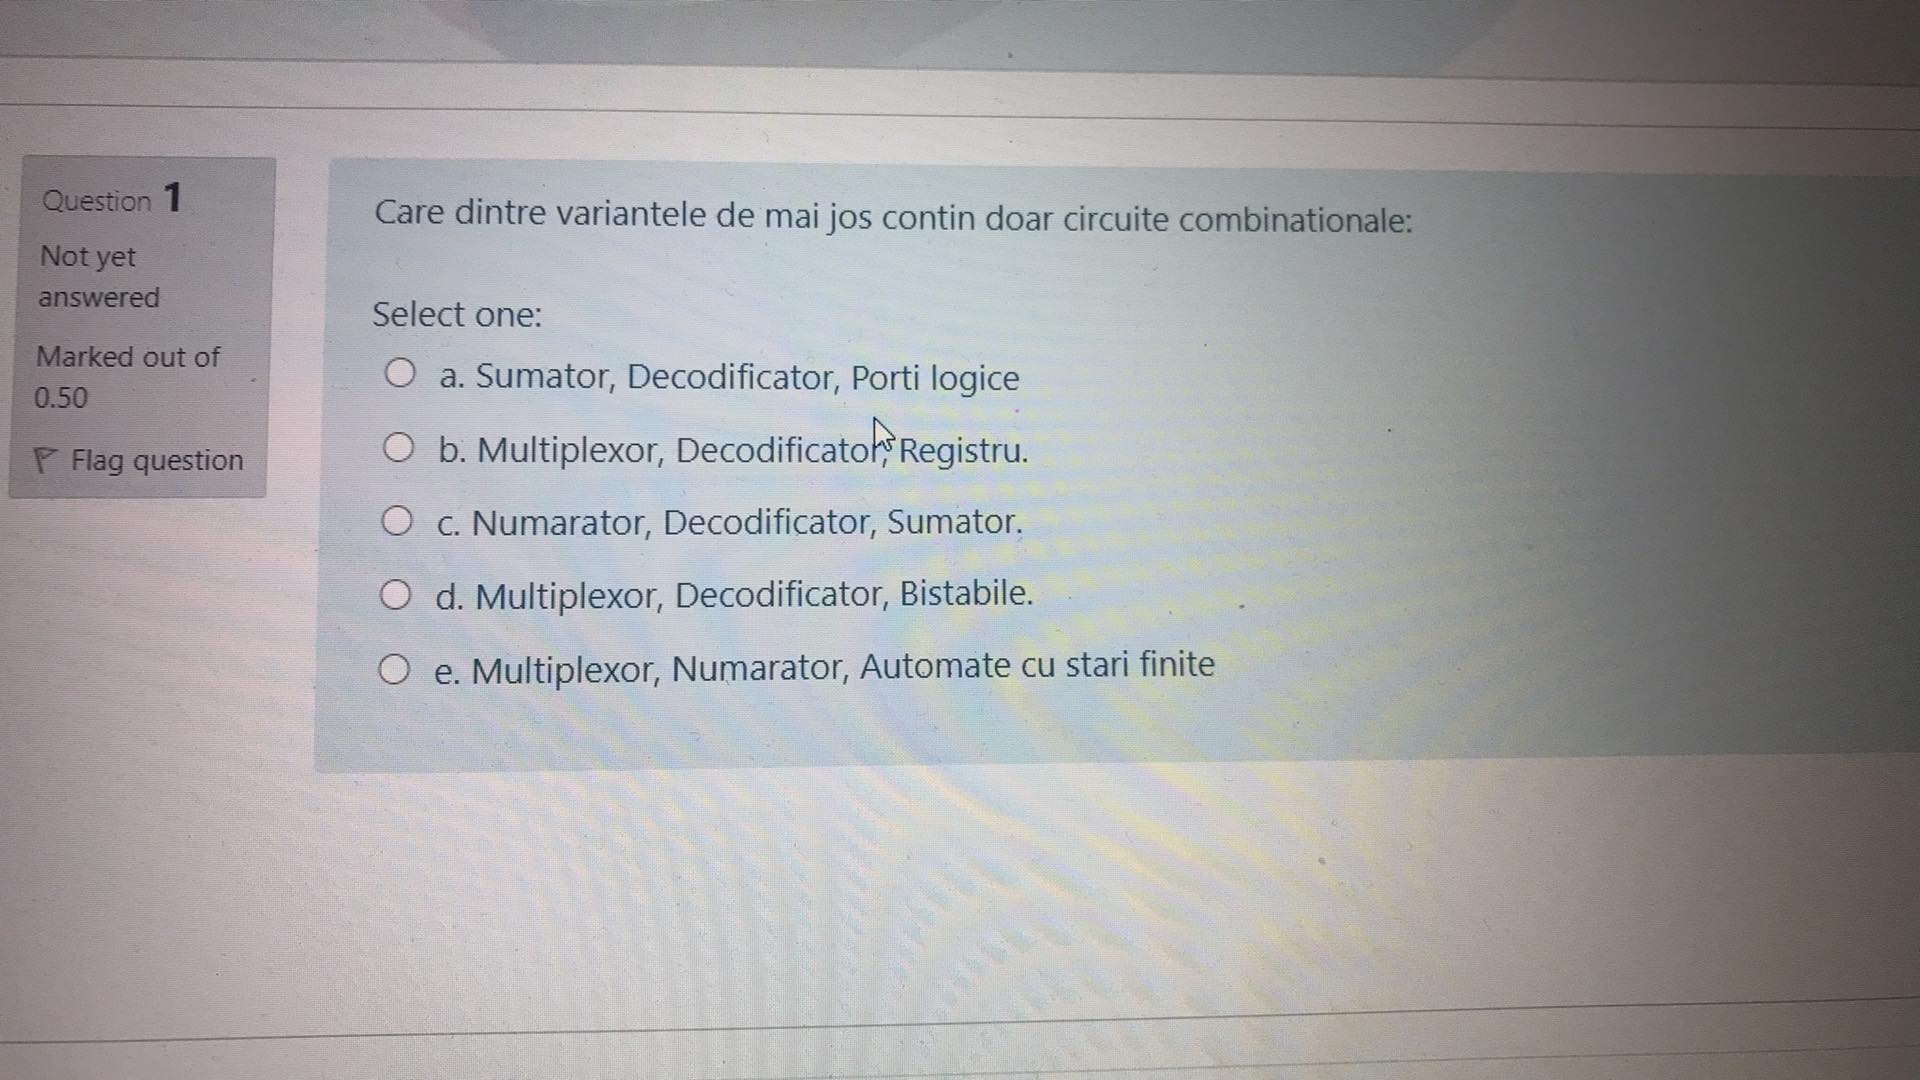 Question 1
Not yet
answered
Marked out of
0.50
Flag question
Care dintre variantele de mai jos contin doar circuite combinationale:
Select one:
a. Sumator, Decodificator, Porti logice
b. Multiplexor, Decodificator, Registru.
c. Numarator, Decodificator, Sumator.
d. Multiplexor, Decodificator, Bistabile.
e. Multiplexor, Numarator, Automate cu stari finite